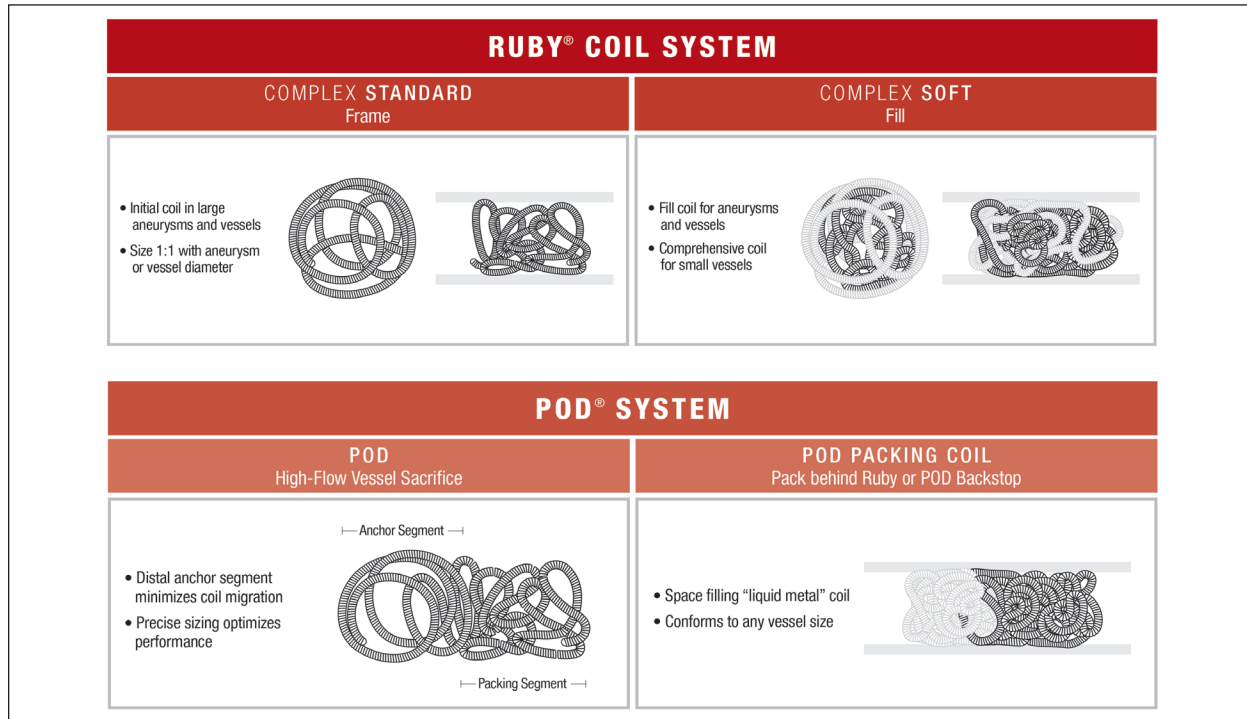 RUBY® COIL SYSTEM
COMPLEX STANDARD
Frame
• Initial coil in large
aneurysms and vessels
• Size 1:1 with aneurysm
or vessel diameter
COMPLEX SOFT
Fill
• Fill coil for aneurysms
and vessels
• Comprehensive coil
for small vessels
POD® SYSTEM
POD
High-Flow Vessel Sacrifice
Anchor Segment
• Distal anchor segment
minimizes coil migration
• Precise sizing optimizes
performance
Packing Segment
POD PACKING COIL
Pack behind Ruby or POD Backstop
• Space filling “liquid metal” coil
• Conforms to any vessel size